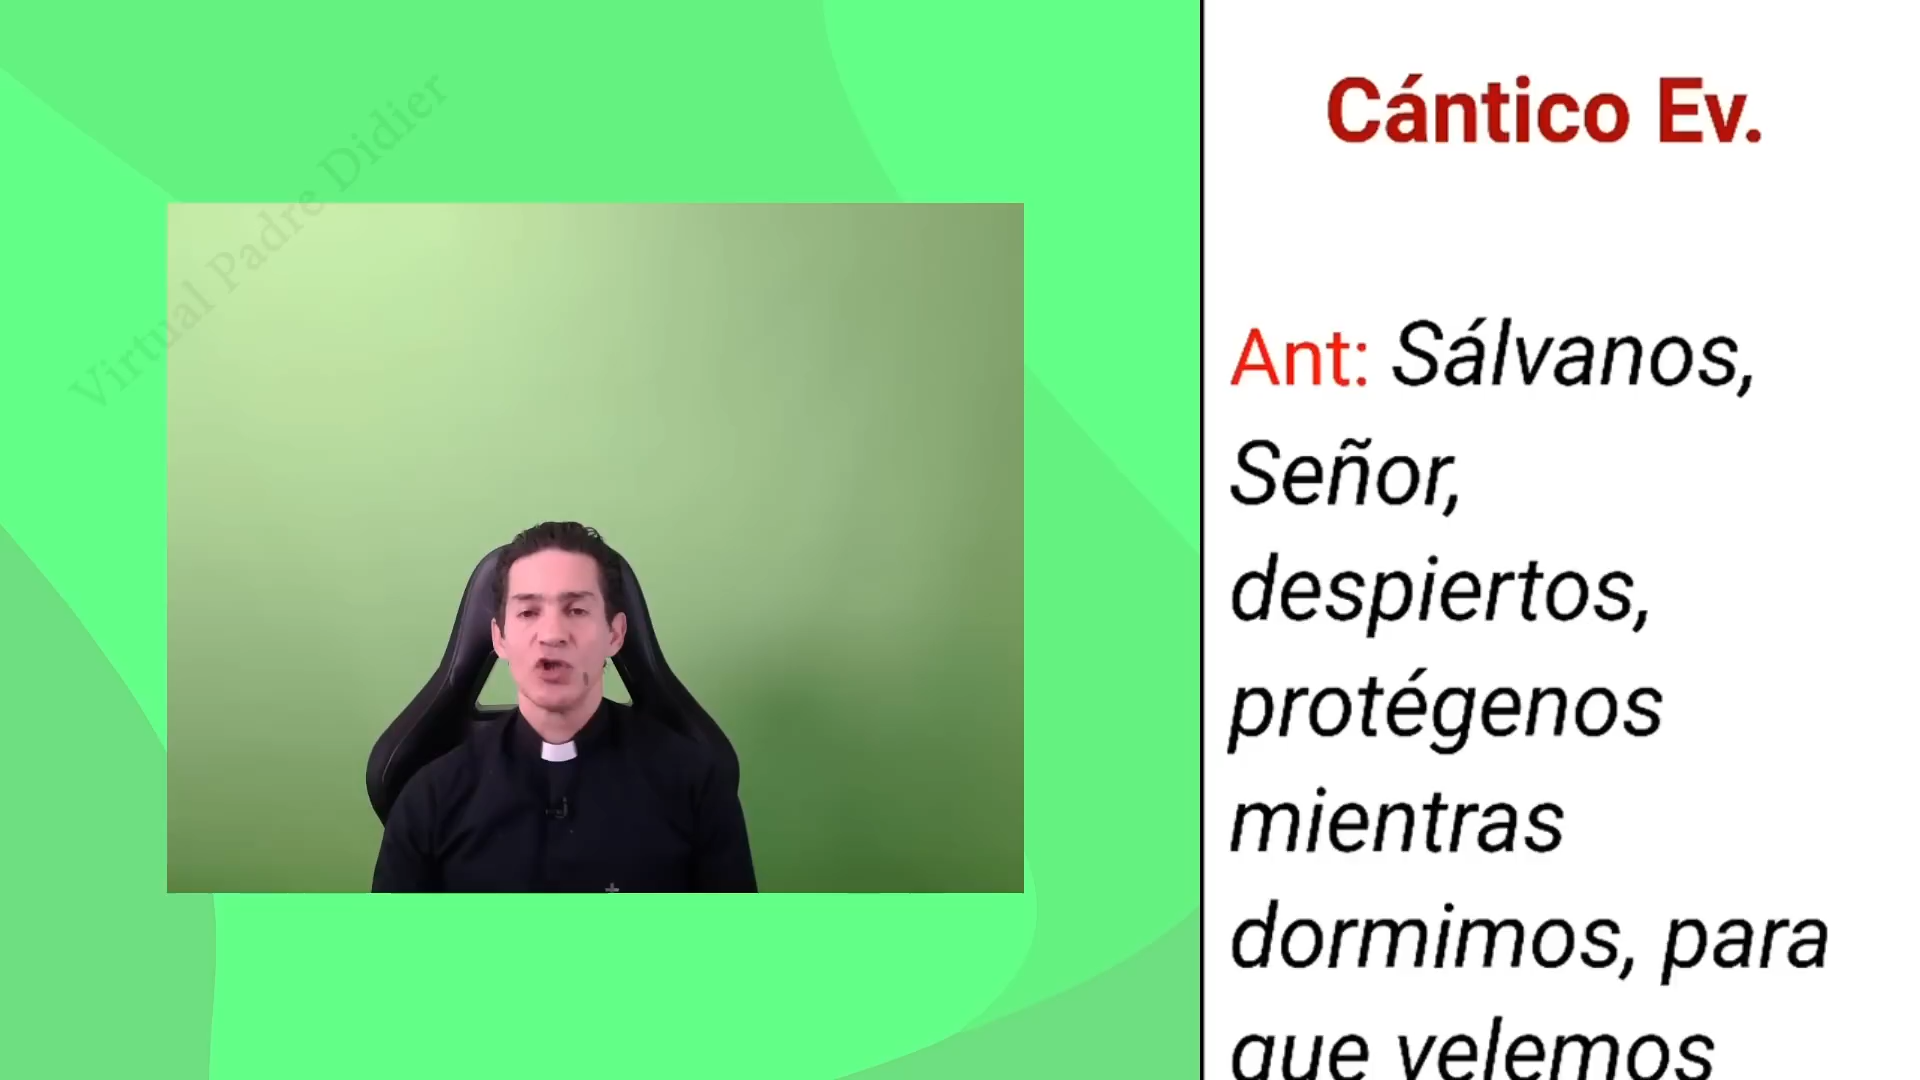 Virtual Padre Didier
Cántico Ev.
Ant: Sálvanos,
Señor,
despiertos,
protégenos
mientras
dormimos, para
que velemos